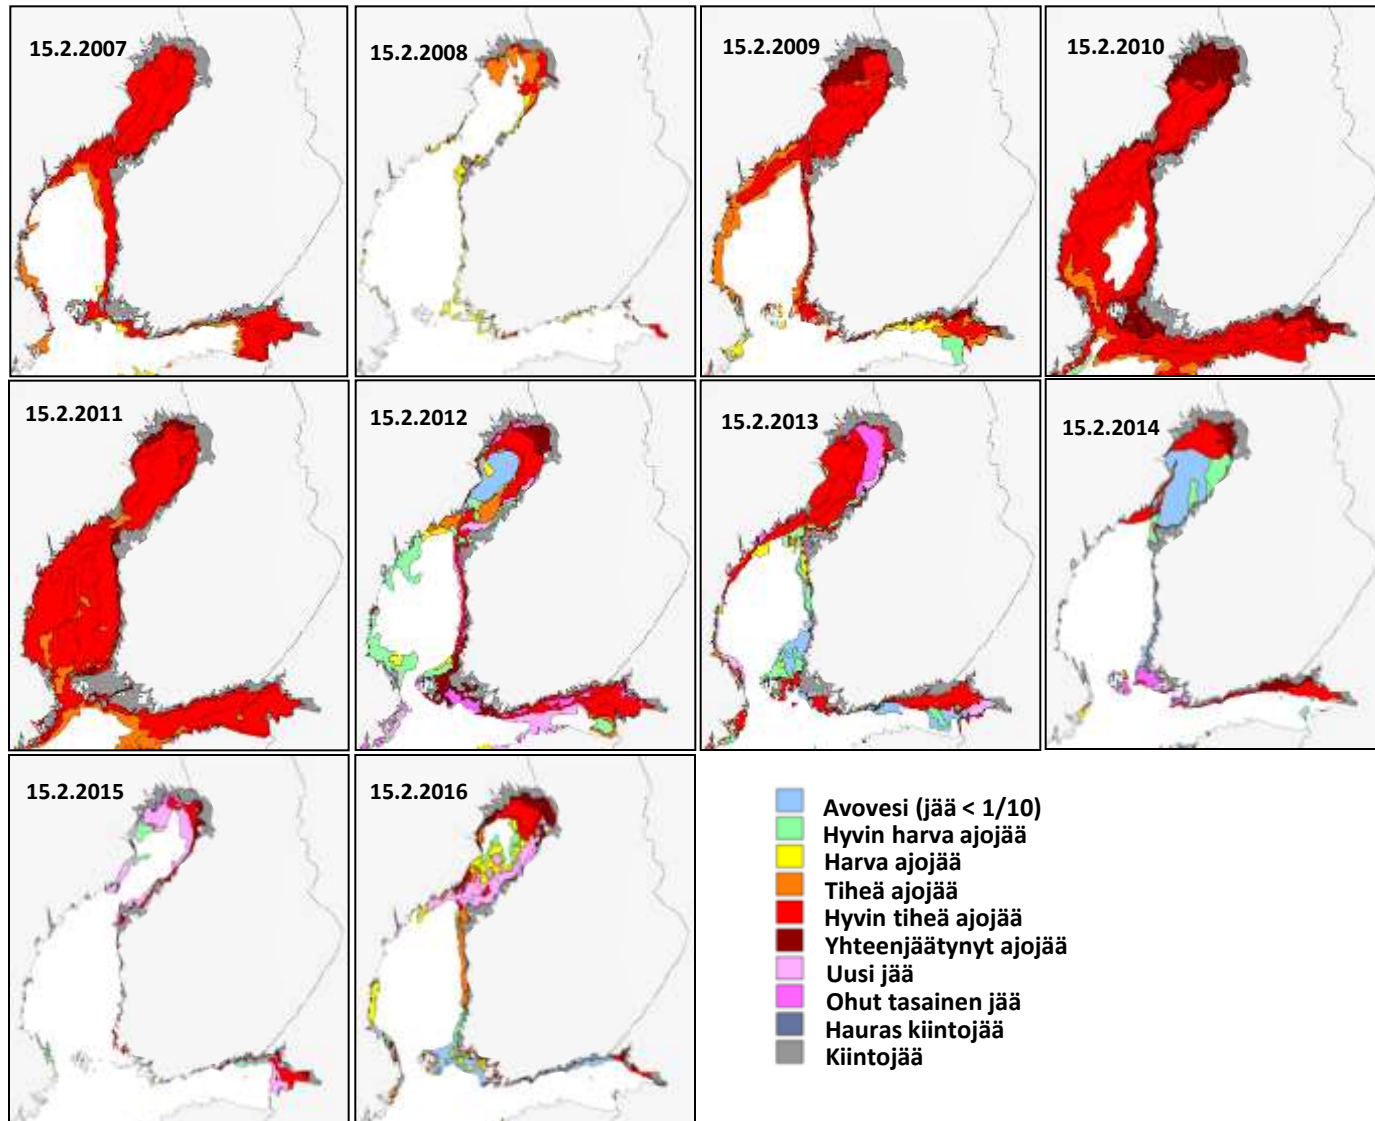 15.2.2007
15.2.2008
15.2.2009
15.2.2010
15.2.2011
15.2.2012
15.2.2013
15.2.2014
15.2.2015
15.2.2016
Avovesi (jää < 1/10)
Hyvin harva ajojää
Harva ajojää
Tiheä ajojää
Hyvin tiheä ajojää
Yhteenjäätynyt ajojää
Uusi jää
Ohut tasainen jää
Hauras kiintojää
Kiintojää